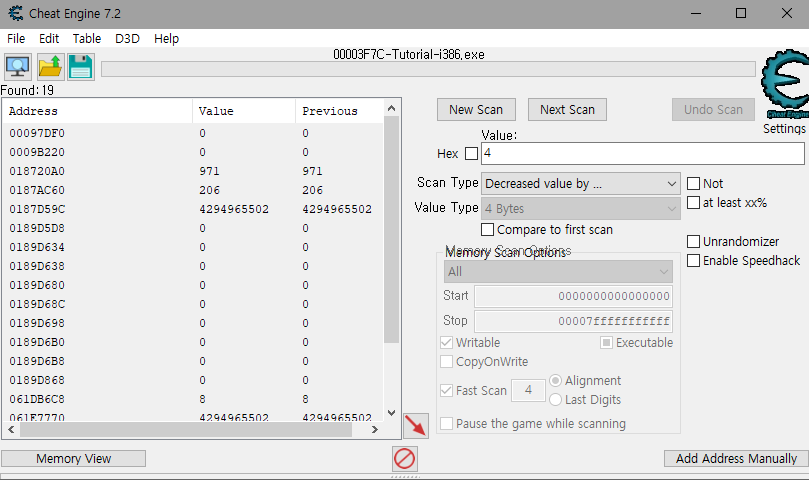 Cheat Engine 7.2
File Edit Table D3D Help
00003F7C-Tutorial-i386.exe
Found: 19
Address Value Previous
00097DF0 0 0
0009B220 0 0
018720A0 971 971
0187AC60 206 206
0187D59C 4294965502 4294965502
0189D5D8 0 0
0189D634 0 0
0189D638 0 0
0189D680 0 0
0189D68C 0 0
0189D698 0 0
0189D6B0 0 0
0189D6B8 0 0
0189D868 0 0
061DB6C8 8 8
061E7770 4294965502 4294965502
New Scan Next Scan Undo Scan
Cheat Engine
Settings
Value:
Hex 4
Scan Type Decreased value by ... Not
Value Type 4 Bytes at least xx%
Compare to first scan
Memory Scan Options
Memory Scan Options
All
Unrandomizer
Enable Speedhack
Start 0000000000000000
Stop 00007fffffffffff
Writable Executable
CopyOnWrite
Fast Scan 4 Alignment
Last Digits
Pause the game while scanning
Memory View Add Address Manually